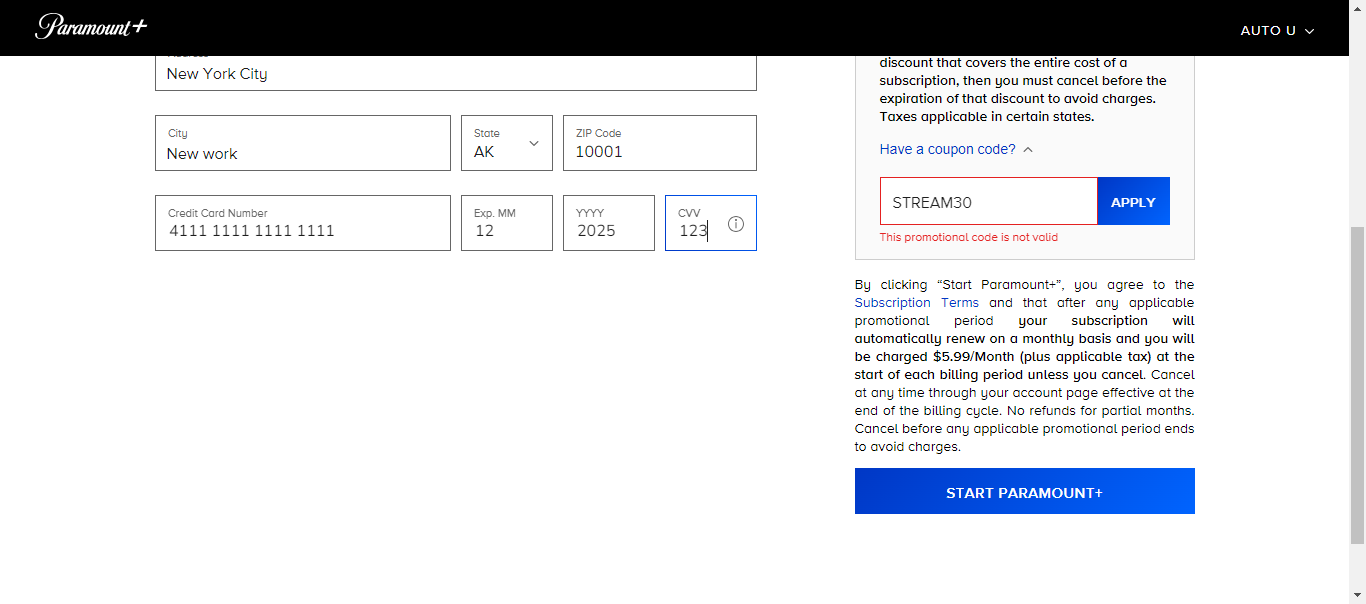 Paramount+
AUTO U
New York City
City
New work
State
AK
ZIP Code
10001
Credit Card Number
4111 1111 1111 1111
Exp. MM
12
YYYY
2025
CVV
123
discount that covers the entire cost of a
subscription, then you must cancel before the
expiration of that discount to avoid charges.
Taxes applicable in certain states.
Have a coupon code?
STREAM30
APPLY
This promotional code is not valid
By clicking “Start Paramount+”, you agree to the
Subscription Terms and that after any applicable
promotional period your subscription will
automatically renew on a monthly basis and you will
be charged $5.99/Month (plus applicable tax) at the
start of each billing period unless you cancel. Cancel
at any time through your account page effective at the
end of the billing cycle. No refunds for partial months.
Cancel before any applicable promotional period ends
to avoid charges.
START PARAMOUNT+